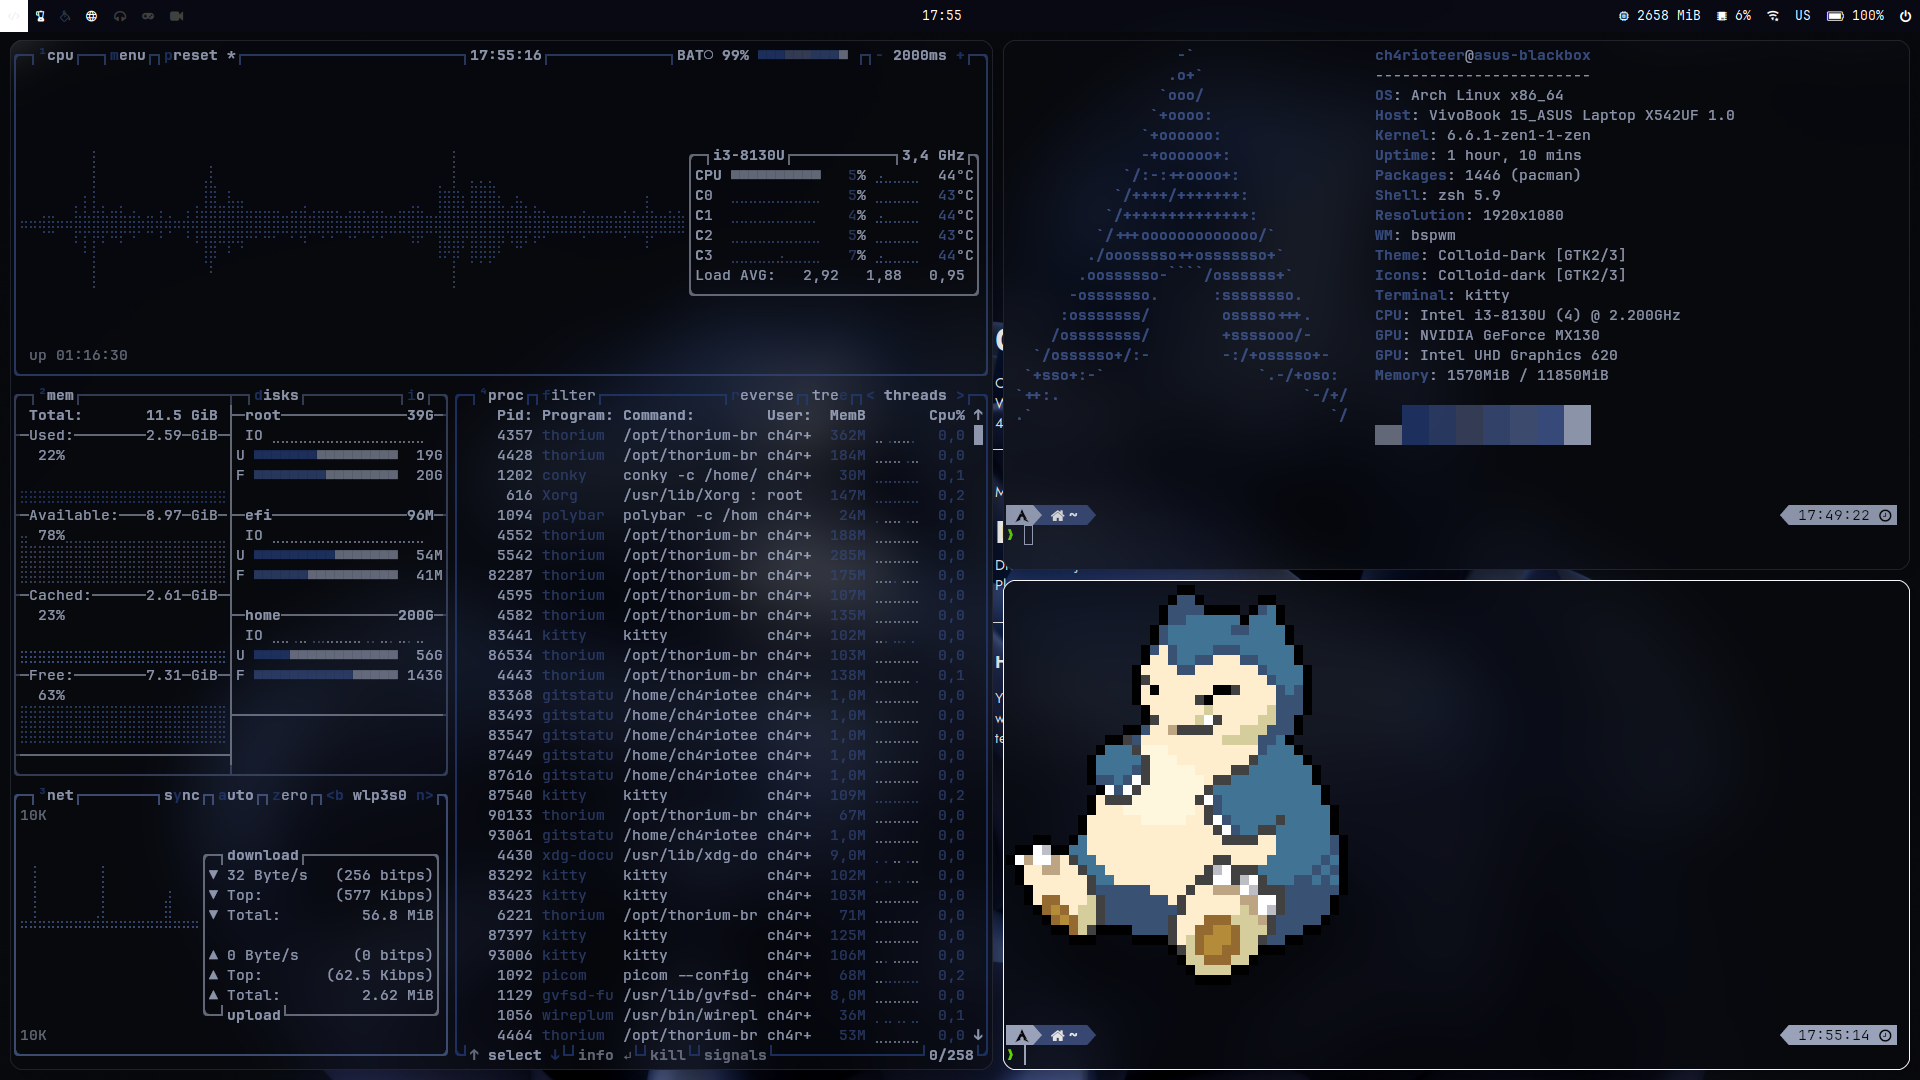 17:55
2658 MiB 6% US 100%
¹cpu menu preset * 17:55:16 BAT○ 99% - 2000ms +
i3-8130U 3,4 GHz
CPU 5% 44°C
C0 5% 43°C
C1 4% 44°C
C2 5% 43°C
C3 7% 44°C
Load AVG: 2,92 1,88 0,95
up 01:16:30
²mem
Total: 11.5 GiB
Used: 2.59 GiB
22%
Available: 8.97 GiB
78%
Cached: 2.61 GiB
23%
Free: 7.31 GiB
63%
disks io
root 39G
IO
U 19G
F 20G
efi 96M
IO
U 54M
F 41M
home 200G
IO
U 56G
F 143G
³net sync auto zero <b wlp3s0 n>
10K
download
▼ 32 Byte/s (256 bitps)
▼ Top: (577 Kibps)
▼ Total: 56.8 MiB
▲ 0 Byte/s (0 bitps)
▲ Top: (62.5 Kibps)
▲ Total: 2.62 MiB
upload
10K
⁴proc filter reverse tree < threads >
Pid: Program: Command: User: MemB Cpu% ↑
4357 thorium /opt/thorium-br ch4r+ 362M 0,0
4428 thorium /opt/thorium-br ch4r+ 184M 0,0
1202 conky conky -c /home/ ch4r+ 30M 0,1
616 Xorg /usr/lib/Xorg : root 147M 0,2
1094 polybar polybar -c /hom ch4r+ 24M 0,0
4552 thorium /opt/thorium-br ch4r+ 188M 0,0
5542 thorium /opt/thorium-br ch4r+ 285M 0,0
82287 thorium /opt/thorium-br ch4r+ 175M 0,0
4595 thorium /opt/thorium-br ch4r+ 107M 0,0
4582 thorium /opt/thorium-br ch4r+ 135M 0,0
83441 kitty kitty ch4r+ 102M 0,0
86534 thorium /opt/thorium-br ch4r+ 103M 0,0
4443 thorium /opt/thorium-br ch4r+ 138M 0,1
83368 gitstatu /home/ch4riotee ch4r+ 1,0M 0,0
83493 gitstatu /home/ch4riotee ch4r+ 1,0M 0,0
83547 gitstatu /home/ch4riotee ch4r+ 1,0M 0,0
87449 gitstatu /home/ch4riotee ch4r+ 1,0M 0,0
87616 gitstatu /home/ch4riotee ch4r+ 1,0M 0,0
87540 kitty kitty ch4r+ 109M 0,2
90133 thorium /opt/thorium-br ch4r+ 67M 0,0
93061 gitstatu /home/ch4riotee ch4r+ 1,0M 0,0
4430 xdg-docu /usr/lib/xdg-do ch4r+ 9,0M 0,0
83292 kitty kitty ch4r+ 102M 0,0
83423 kitty kitty ch4r+ 103M 0,0
6221 thorium /opt/thorium-br ch4r+ 71M 0,0
87397 kitty kitty ch4r+ 125M 0,0
93006 kitty kitty ch4r+ 106M 0,0
1092 picom picom --config ch4r+ 68M 0,2
1129 gvfsd-fu /usr/lib/gvfsd- ch4r+ 8,0M 0,0
1056 wireplum /usr/bin/wirepl ch4r+ 36M 0,1
4464 thorium /opt/thorium-br ch4r+ 53M 0,0 ↓
↑ select ↓ info ↲ kill signals 0/258
ch4rioteer@asus-blackbox
------------------------
OS: Arch Linux x86_64
Host: VivoBook 15_ASUS Laptop X542UF 1.0
Kernel: 6.6.1-zen1-1-zen
Uptime: 1 hour, 10 mins
Packages: 1446 (pacman)
Shell: zsh 5.9
Resolution: 1920x1080
WM: bspwm
Theme: Colloid-Dark [GTK2/3]
Icons: Colloid-Dark [GTK2/3]
Terminal: kitty
CPU: Intel i3-8130U (4) @ 2.200GHz
GPU: NVIDIA GeForce MX130
GPU: Intel UHD Graphics 620
Memory: 1570MiB / 11850MiB
~ 17:49:22
❯
~ 17:55:14
❯